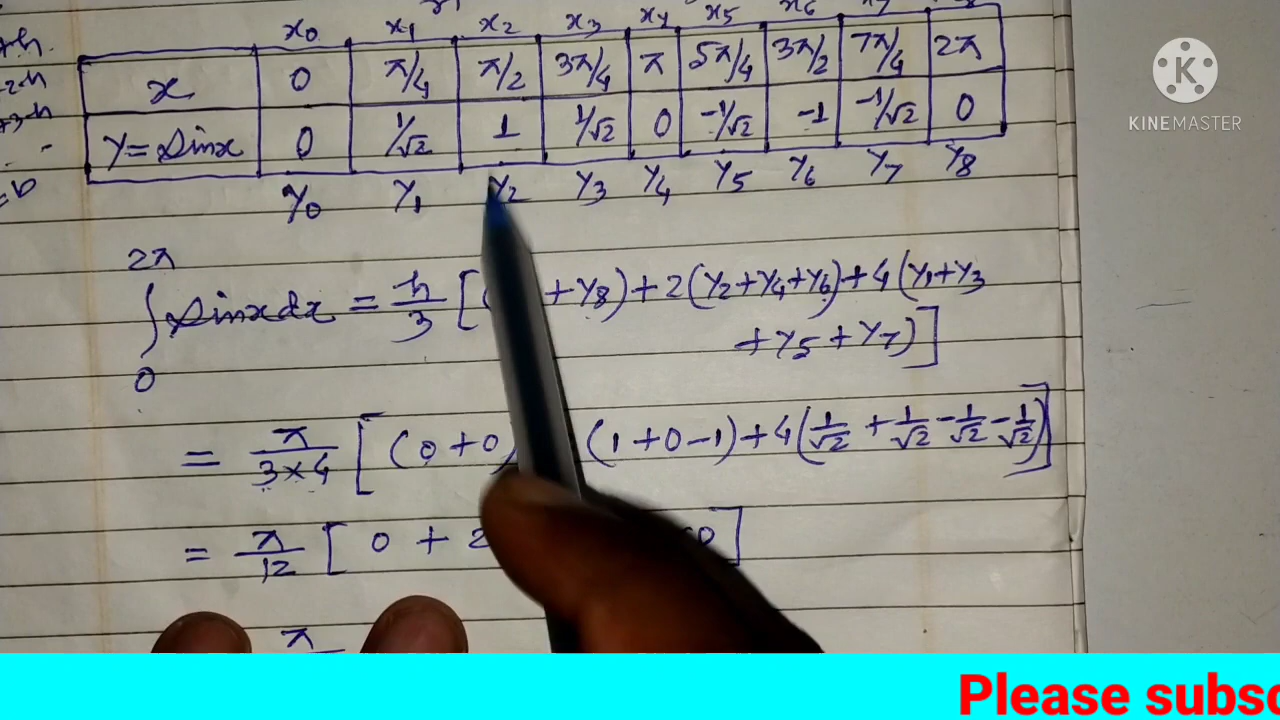 x₀ x₁ x₂ x₃ x₄ x₅ x₆
+h.
x 0 π/4 π/2 3π/4 π 5π/4 3π/2 7π/4 2π
y=sinx 0 1/√2 1 1/√2 0 -1/√2 -1 -1/√2 0
=b
y₀ y₁ y₂ y₃ y₄ y₅ y₆ y₇ y₈
KINEMASTER
∫₀^2π sinxdx = h/3 [( +y₈)+2(y₂+y₄+y₆)+4(y₁+y₃
+y₅+y₇)]
= π/3×4 [(0+0) (1+0-1)+4(1/√2+1/√2-1/√2-1/√2)]
= π/12 [0+2 ]
π
Please subsc